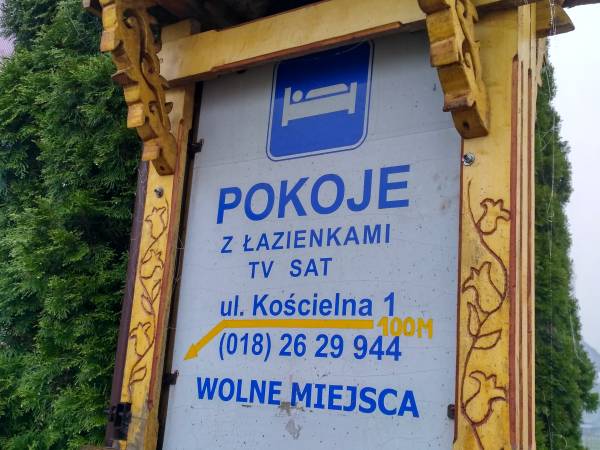 POKOJE
Z ŁAZIENKAMI
TV SAT
ul. Kościelna 1
100M
(018) 26 29 944
WOLNE MIEJSCA